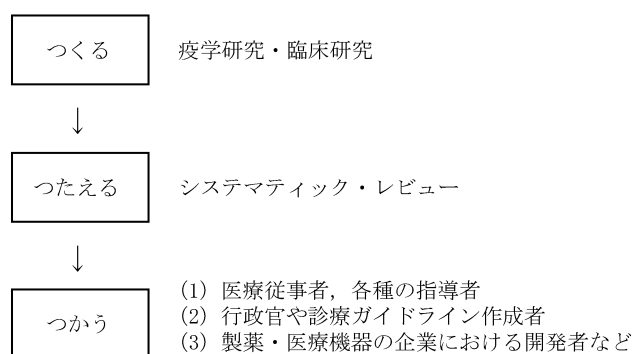 つくる　疫学研究・臨床研究
↓
つたえる　システマティック・レビュー
↓
つかう
(1) 医療従事者，各種の指導者
(2) 行政官や診療ガイドライン作成者
(3) 製薬・医療機器の企業における開発者など